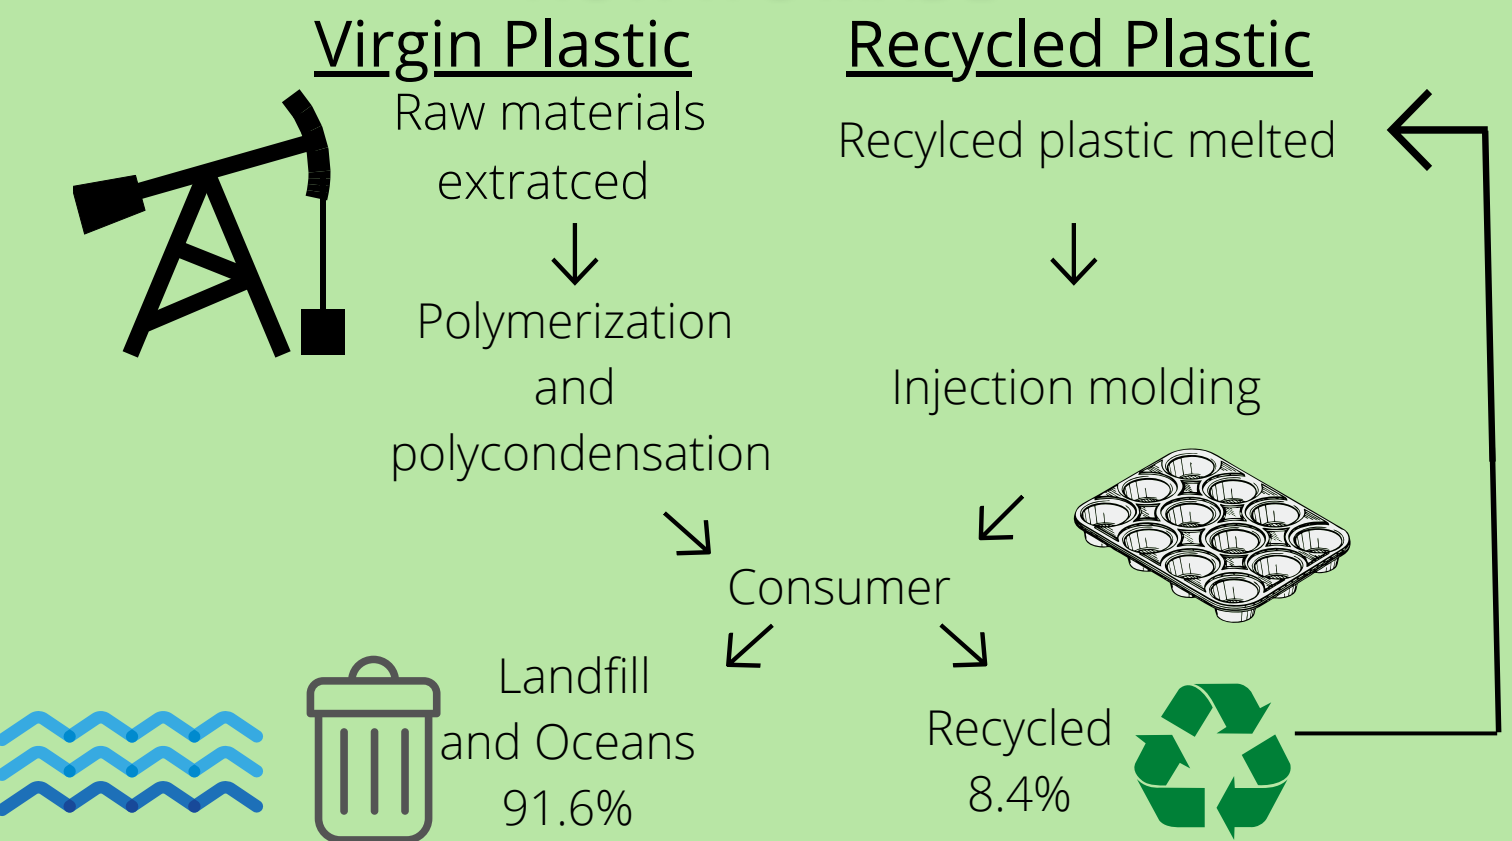 Virgin Plastic
Raw materials
extratced
Polymerization
and
polycondensation
Recycled Plastic
Recylced plastic melted
Injection molding
Consumer
Landfill
and Oceans
91.6%
Recycled
8.4%